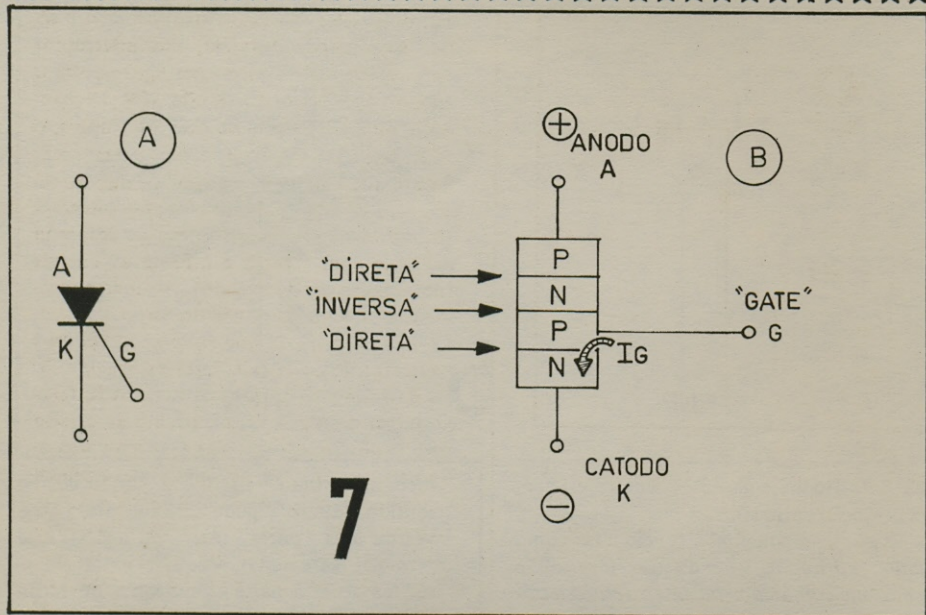 A
A
K
G
7
⊕
ANODO
A
B
"DIRETA"
"INVERSA"
"DIRETA"
P
N
P
N
"GATE"
G
IG
CATODO
K
⊖